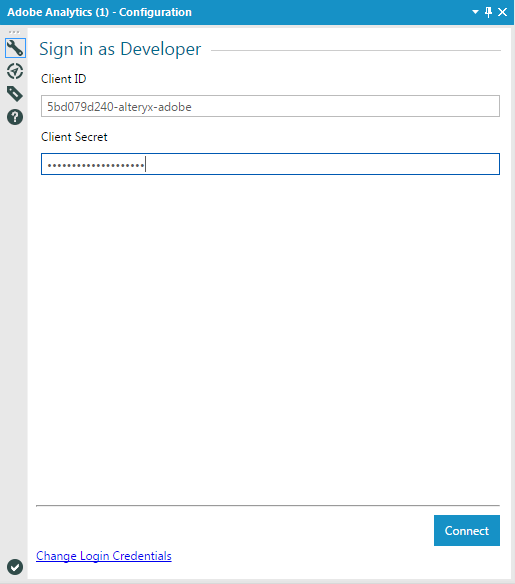 Adobe Analytics (1) - Configuration
Sign in as Developer
Client ID
5bd079d240-alteryx-adobe
Client Secret
••••••••••••••••••••
Connect
Change Login Credentials